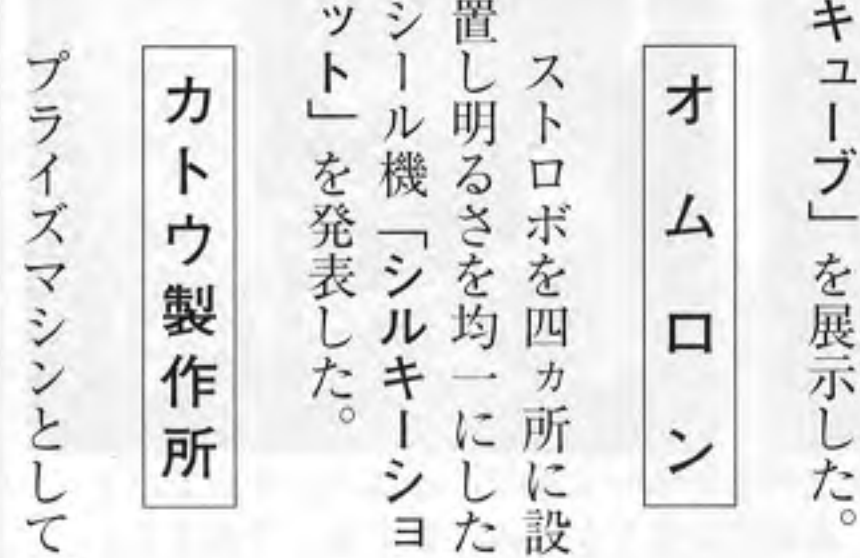 キューブ」を展示した。
オムロン
ストロボを四ヵ所に設
置し明るさを均一にした
シール機「シルキーショ
ット」を発表した。
カトウ製作所
プライズマシンとして